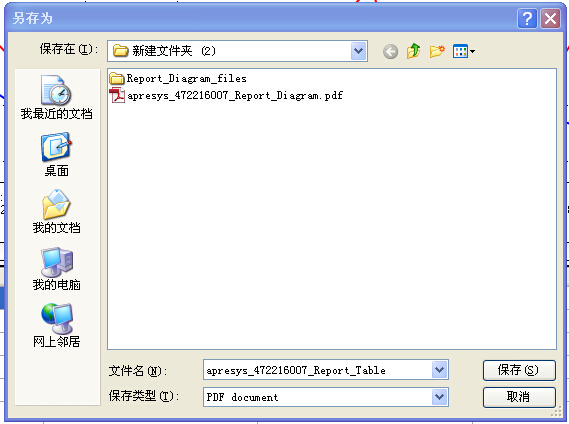 另存为
保存在(I):
新建文件夹 (2)
Report_Diagram_files
apresys_472216007_Report_Diagram.pdf
我最近的文档
桌面
我的文档
我的电脑
网上邻居
文件名(N):
apresys_472216007_Report_Table
保存(S)
保存类型(T):
PDF document
取消